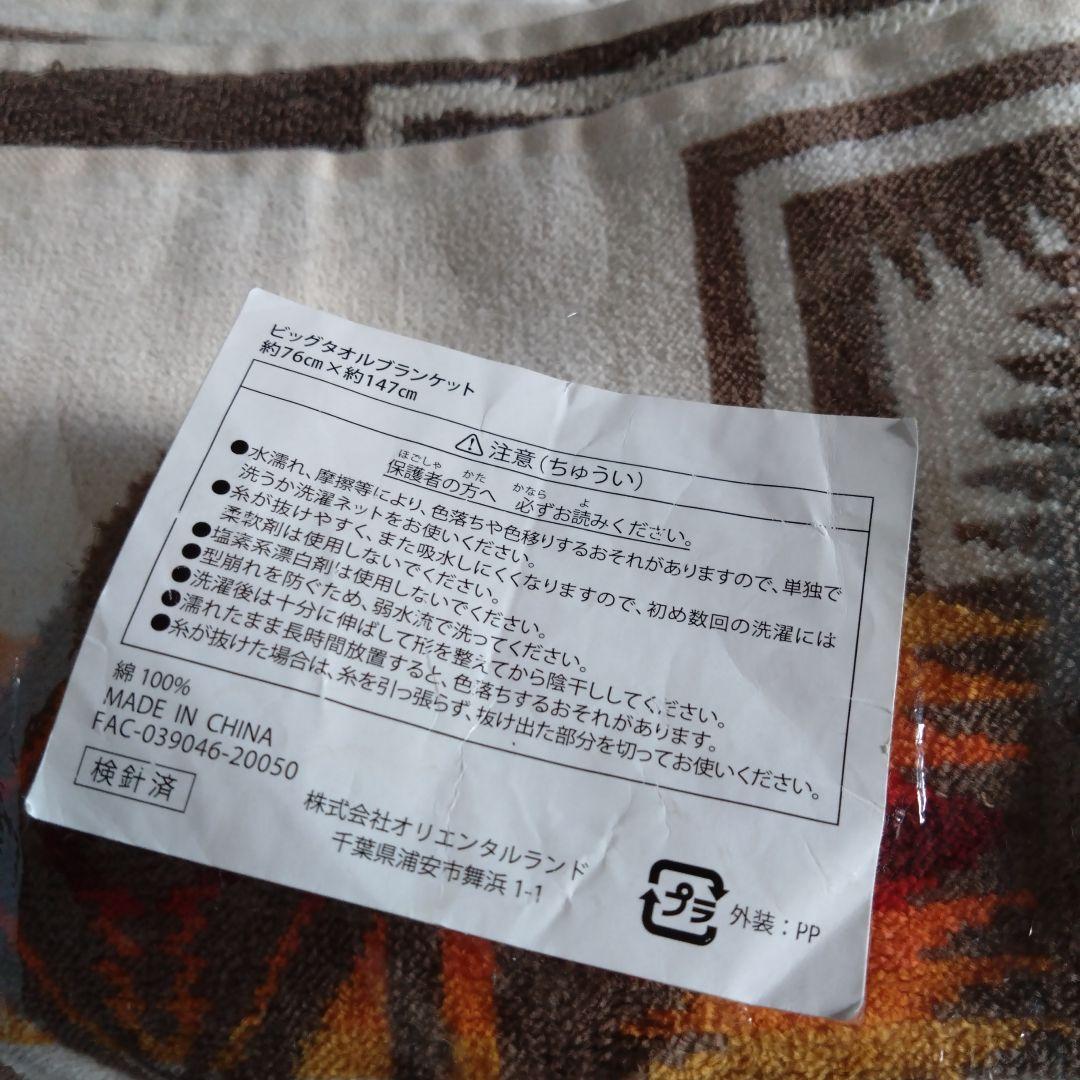 ビッグタオルブランケット
約76cm×約147cm
注意(ちゅうい)
保護者の方へ 必ずお読みください。
●水濡れ、摩擦等により、色落ちや色移りするおそれがありますので、単独で
洗うか洗濯ネットをお使いください。
●糸が抜けやすく、また吸水しにくくなりますので、初め数回の洗濯には
柔軟剤は使用しないでください。
●塩素系漂白剤は使用しないでください。
●型崩れを防ぐため、弱水流で洗ってください。
●洗濯後は十分に伸ばして形を整えてから陰干ししてください。
●濡れたまま長時間放置すると、色落ちするおそれがあります。
●糸が抜けた場合は、糸を引っ張らず、抜け出た部分を切ってお使いください。
綿100%
MADE IN CHINA
FAC-039046-20050
検針済
株式会社オリエンタルランド
千葉県浦安市舞浜1-1
プラ 外装：PP